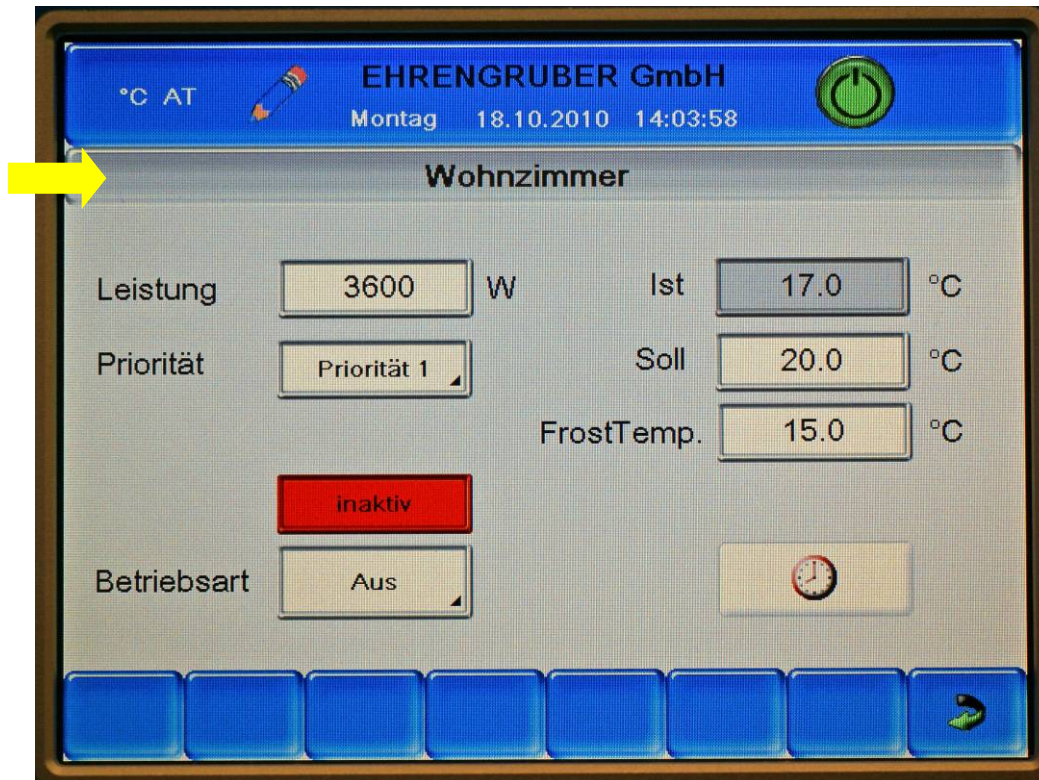 °C AT
EHRENGRUBER GmbH
Montag 18.10.2010 14:03:58
Wohnzimmer
Leistung 3600 W Ist 17.0 °C
Priorität Priorität 1 Soll 20.0 °C
FrostTemp. 15.0 °C
inaktiv
Betriebsart Aus